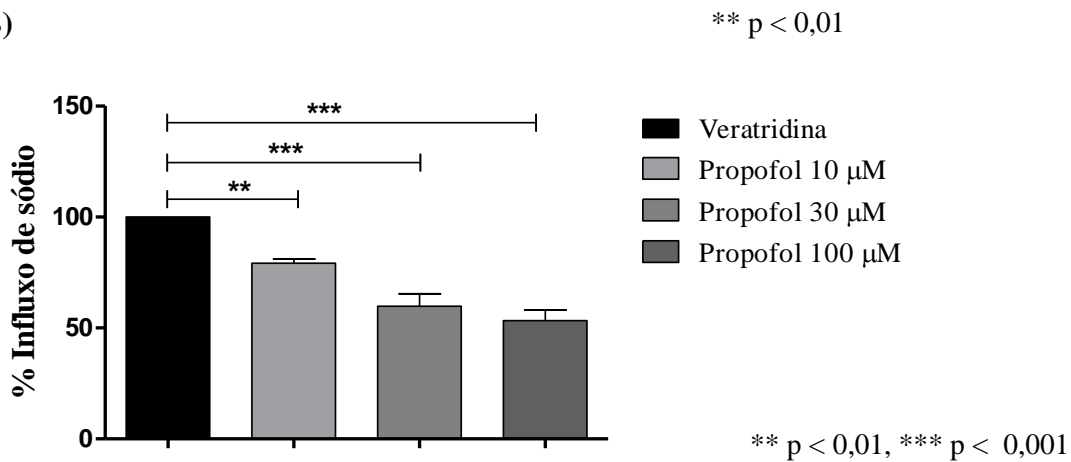 )
** p < 0,01
150
100
50
0
% Influxo de sódio
***
***
**
Veratridina
Propofol 10 μM
Propofol 30 μM
Propofol 100 μM
** p < 0,01, *** p < 0,001